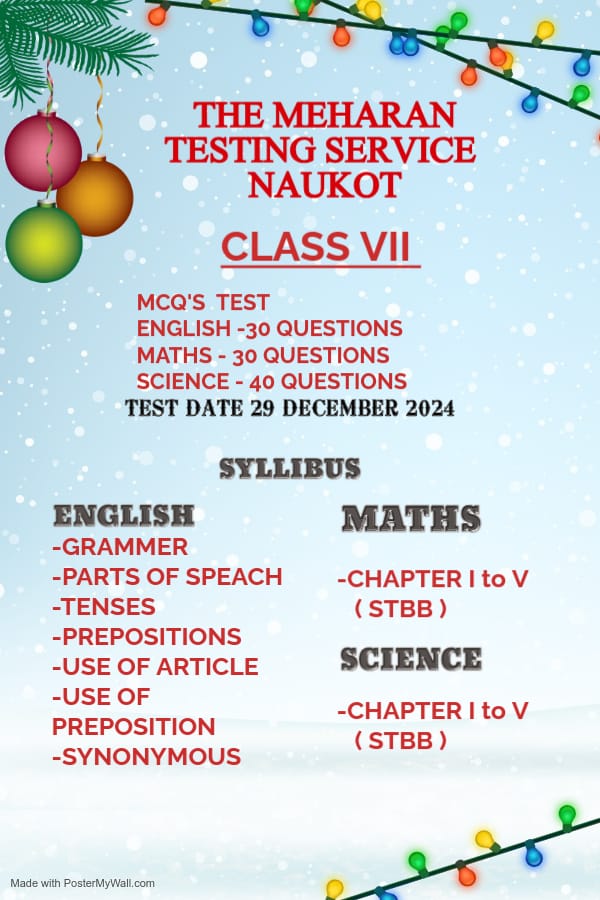 THE MEHARAN
TESTING SERVICE
NAUKOT
CLASS VII
MCQ'S TEST
ENGLISH -30 QUESTIONS
MATHS - 30 QUESTIONS
SCIENCE - 40 QUESTIONS
TEST DATE 29 DECEMBER 2024
SYLLIBUS
ENGLISH
-GRAMMER
-PARTS OF SPEACH
-TENSES
-PREPOSITIONS
-USE OF ARTICLE
-USE OF
PREPOSITION
-SYNONYMOUS
MATHS
-CHAPTER I to V
( STBB )
SCIENCE
-CHAPTER I to V
( STBB )
Made with PosterMyWall.com